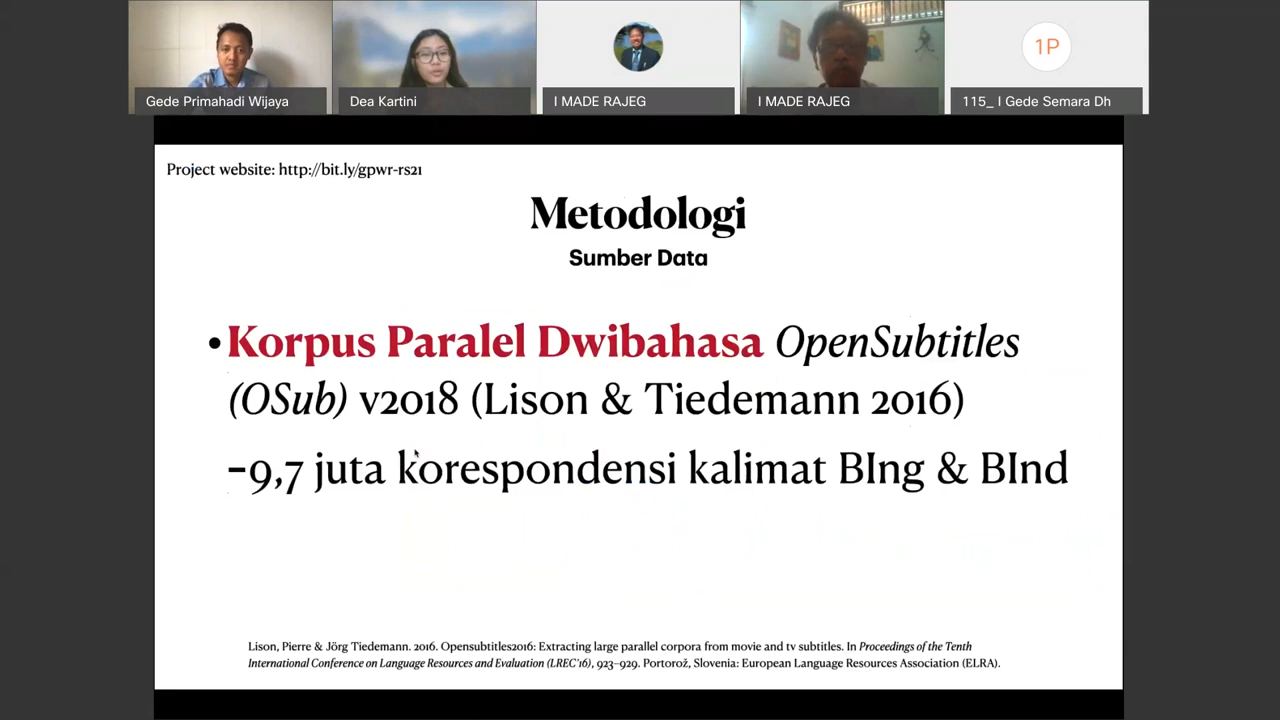 Gede Primahadi Wijaya
Dea Kartini
I MADE RAJEG
I MADE RAJEG
1P
115_ I Gede Semara Dh
Project website: http://bit.ly/gpwr-rs21
Metodologi
Sumber Data
•Korpus Paralel Dwibahasa OpenSubtitles
(OSub) v2018 (Lison & Tiedemann 2016)
-9,7 juta korespondensi kalimat BIng & BInd
Lison, Pierre & Jörg Tiedemann. 2016. Opensubtitles2016: Extracting large parallel corpora from movie and tv subtitles. In Proceedings of the Tenth
International Conference on Language Resources and Evaluation (LREC'16), 923–929. Portorož, Slovenia: European Language Resources Association (ELRA).